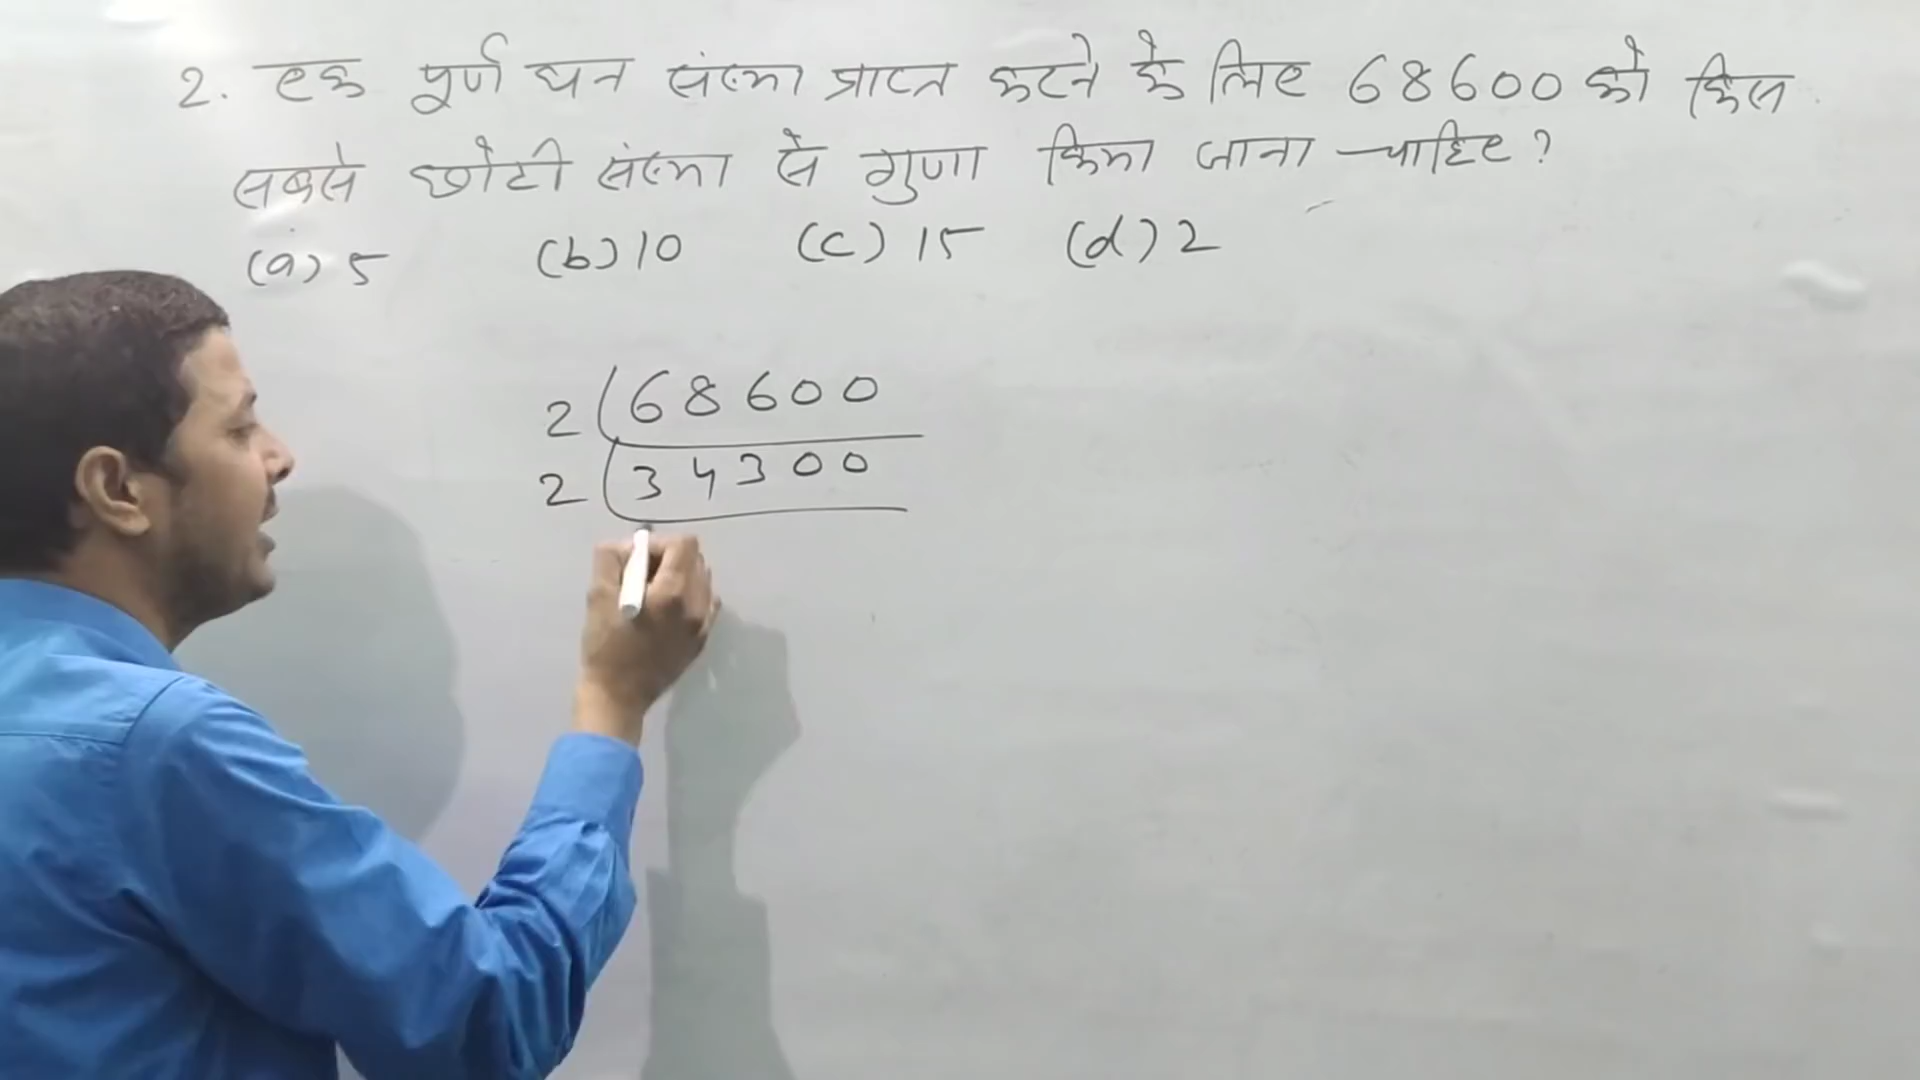 2. एक पूर्ण घन संख्या प्राप्त करने के लिए 68600 को किस
सबसे छोटी संख्या से गुणा किया जाना चाहिए?
(a) 5 (b) 10 (c) 15 (d) 2
2 ( 68600
2 ( 34300